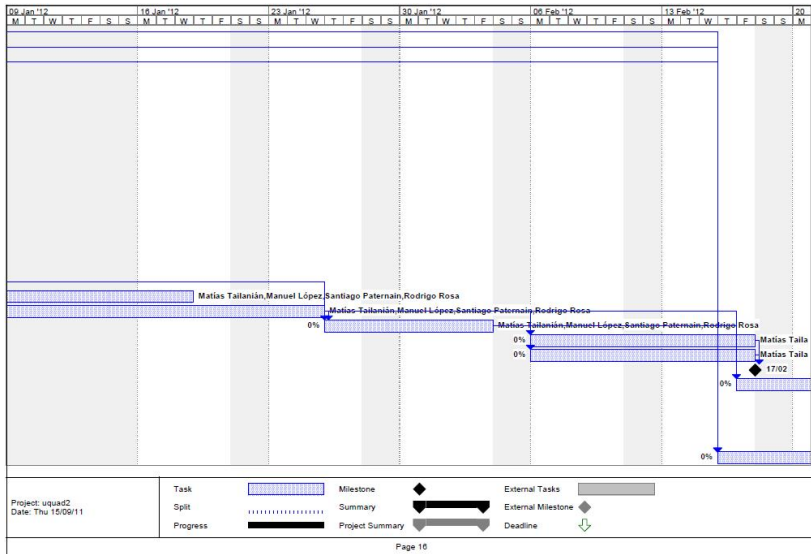 09 Jan '12 16 Jan '12 23 Jan '12 30 Jan '12 06 Feb '12 13 Feb '12 20
M T W T F S S M T W T F S S M T W T F S S M T W T F S S M T W T F S S M T W T F S S M
Matías Tailanián,Manuel López,Santiago Paternain,Rodrigo Rosa
Matías Tailanián,Manuel López,Santiago Paternain,Rodrigo Rosa
0% Matías Tailanián,Manuel López,Santiago Paternain,Rodrigo Rosa
0% Matías Taila
0% Matías Taila
17/02
0%
0%
Project: uquad2
Date: Thu 15/09/11
Task Milestone External Tasks
Split Summary External Milestone
Progress Project Summary Deadline
Page 16